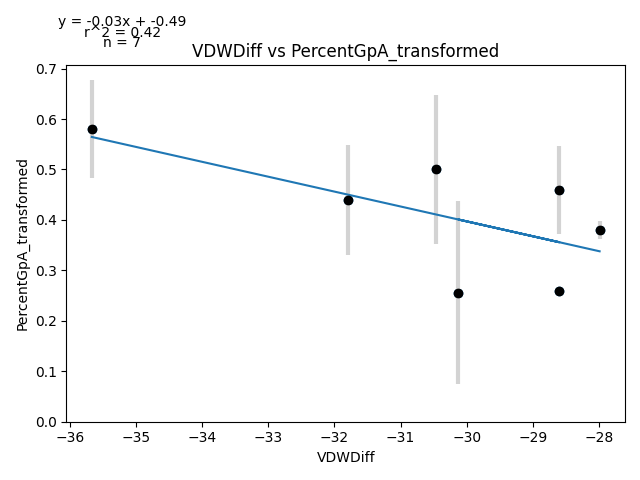 y = -0.03x + -0.49
r^2 = 0.42
n = 7
VDWDiff vs PercentGpA_transformed
0.7
0.6
0.5
0.4
0.3
0.2
0.1
0.0
PercentGpA_transformed
−36 −35 −34 −33 −32 −31 −30 −29 −28
VDWDiff